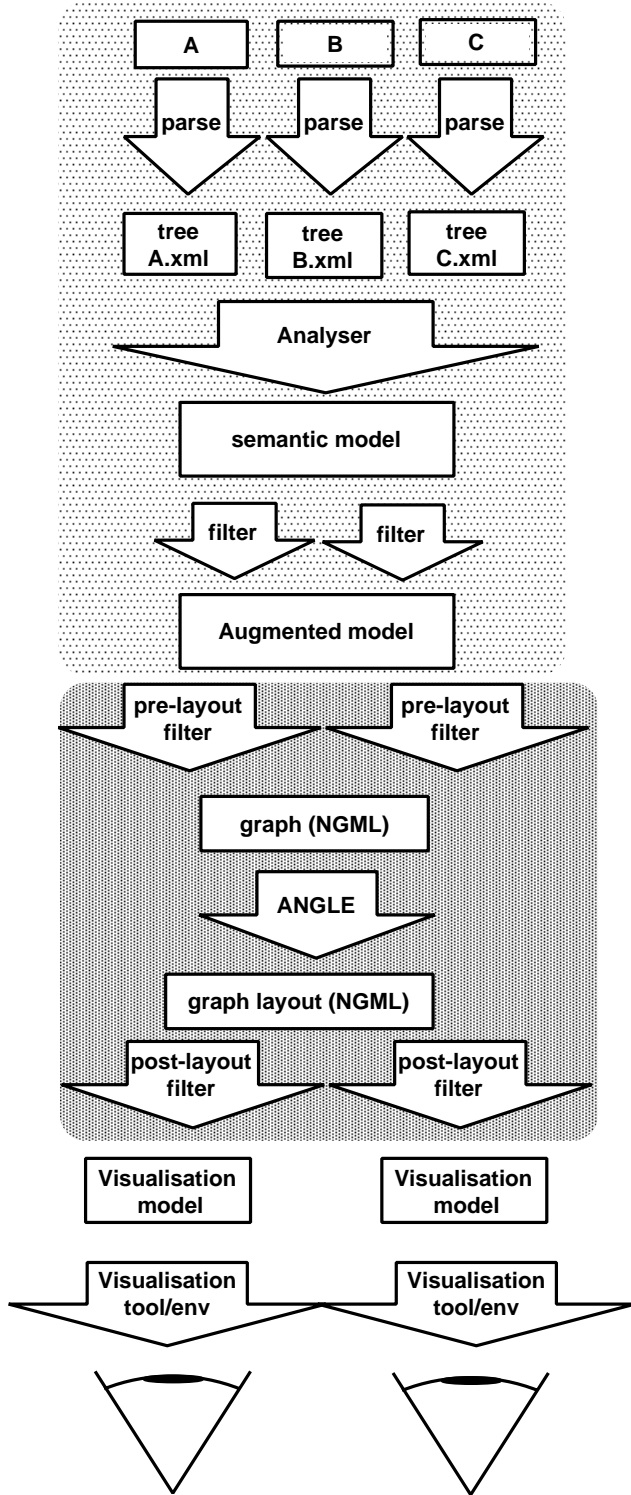 A B C
parse parse parse
tree tree tree
A.xml B.xml C.xml
Analyser
semantic model
filter filter
Augmented model
pre-layout pre-layout
filter filter
graph (NGML)
ANGLE
graph layout (NGML)
post-layout post-layout
filter filter
Visualisation Visualisation
model model
Visualisation Visualisation
tool/env tool/env